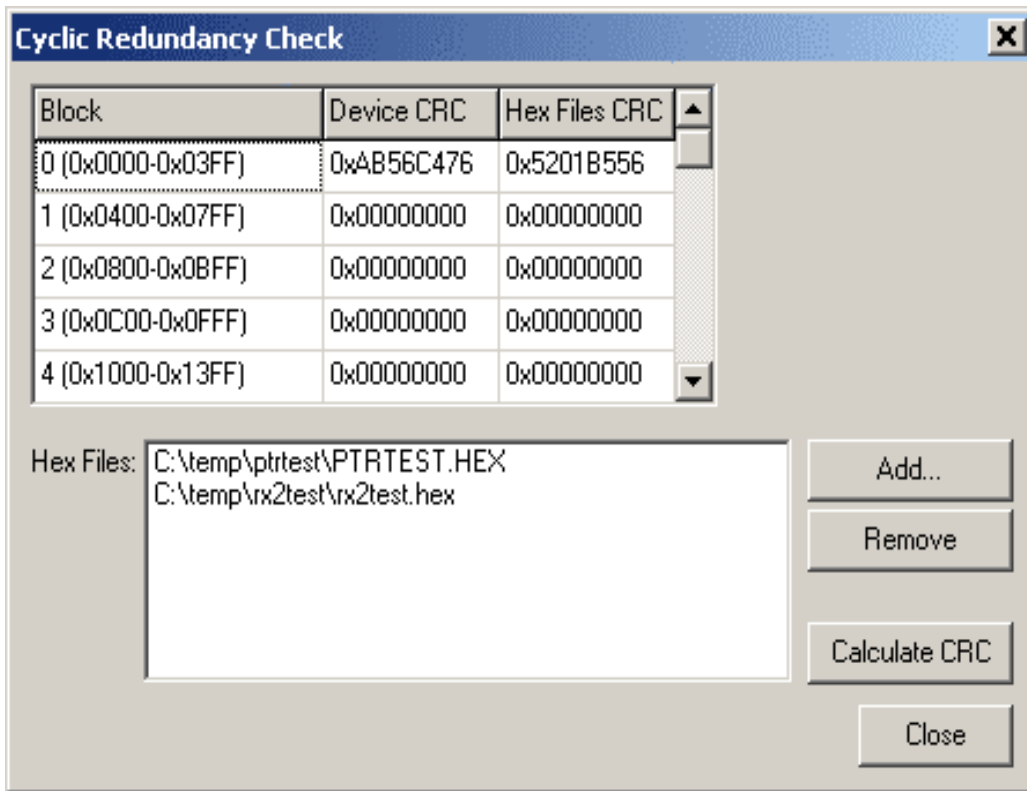 Cyclic Redundancy Check
Block Device CRC Hex Files CRC
0 (0x0000-0x03FF) 0xAB56C476 0x5201B556
1 (0x0400-0x07FF) 0x00000000 0x00000000
2 (0x0800-0x0BFF) 0x00000000 0x00000000
3 (0x0C00-0x0FFF) 0x00000000 0x00000000
4 (0x1000-0x13FF) 0x00000000 0x00000000
Hex Files: C:\temp\ptrtest\PTRTEST.HEX
C:\temp\rx2test\rx2test.hex
Add...
Remove
Calculate CRC
Close